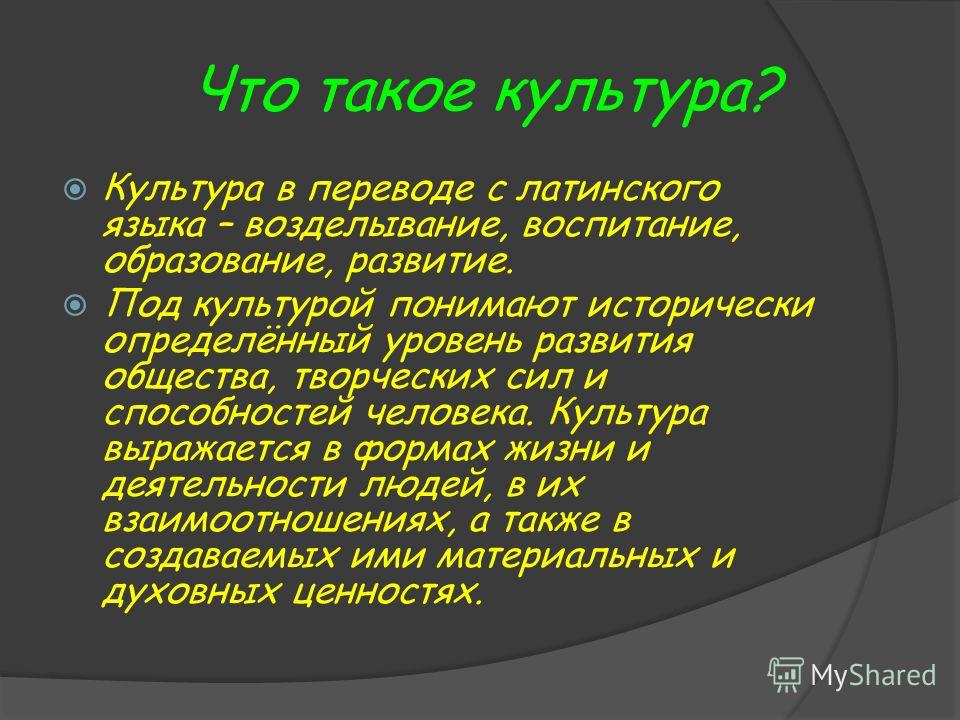 Что такое культура?
Культура в переводе с латинского
языка – возделывание, воспитание,
образование, развитие.
Под культурой понимают исторически
определённый уровень развития
общества, творческих сил и
способностей человека. Культура
выражается в формах жизни и
деятельности людей, в их
взаимоотношениях, а также в
создаваемых ими материальных и
духовных ценностях.
MyShared